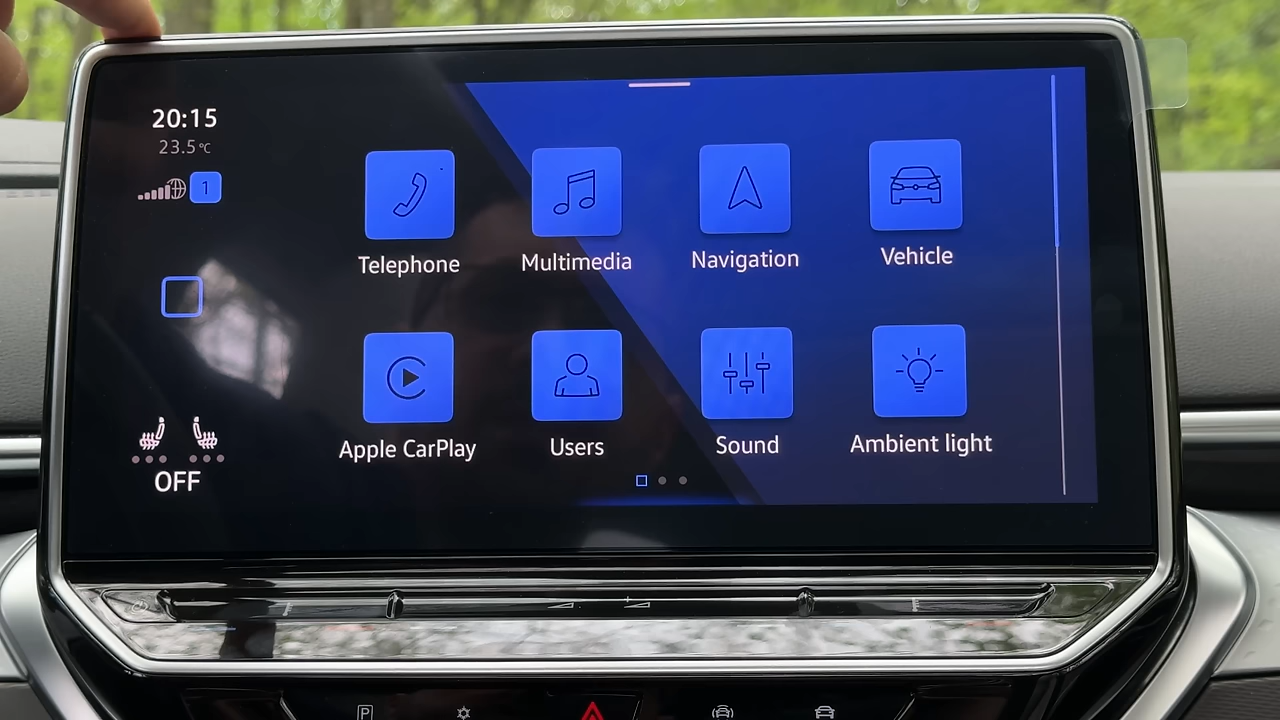 20:15
23.5°C
1
Telephone
Multimedia
Navigation
Vehicle
Apple CarPlay
Users
Sound
Ambient light
OFF
P